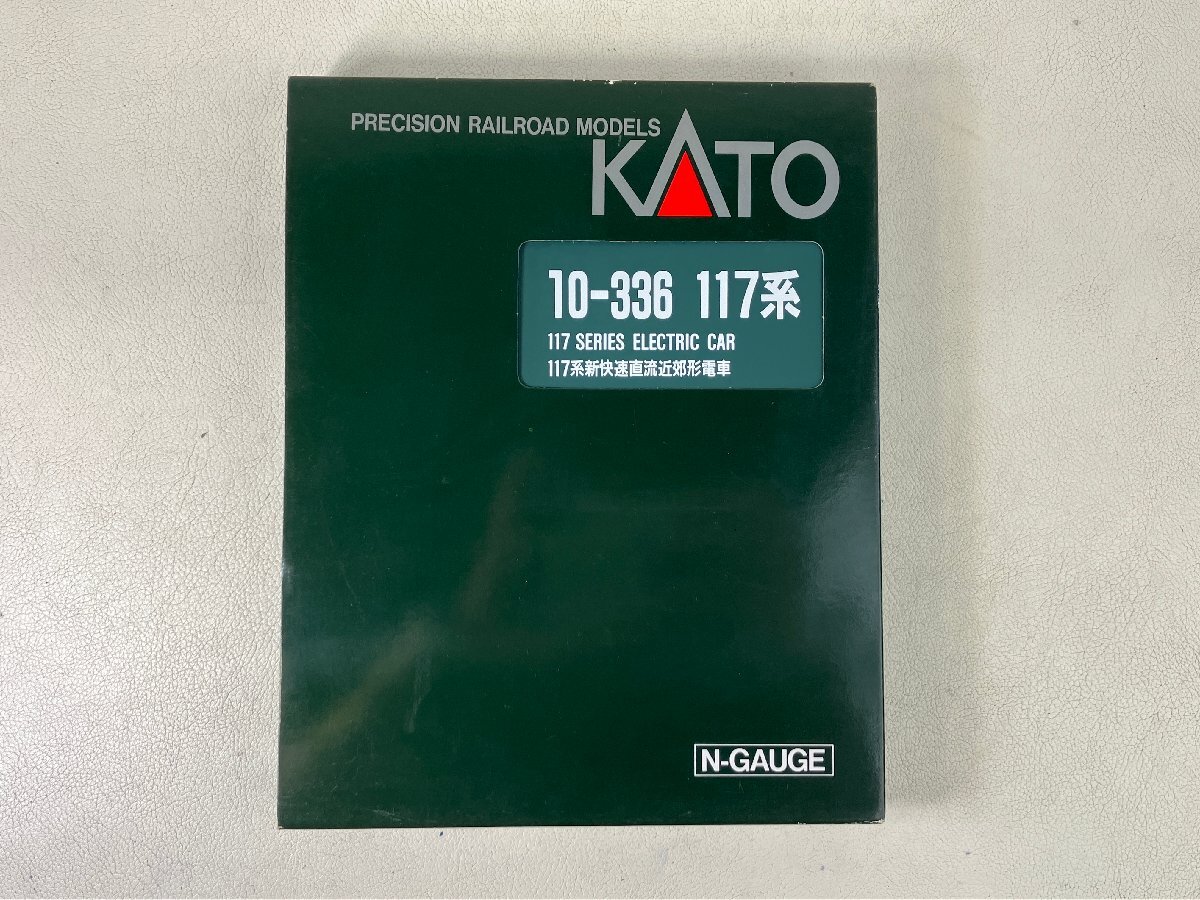 PRECISION RAILROAD MODELS
KATO
10-336 117系
117 SERIES ELECTRIC CAR
117系新快速直流近郊形電車
N-GAUGE